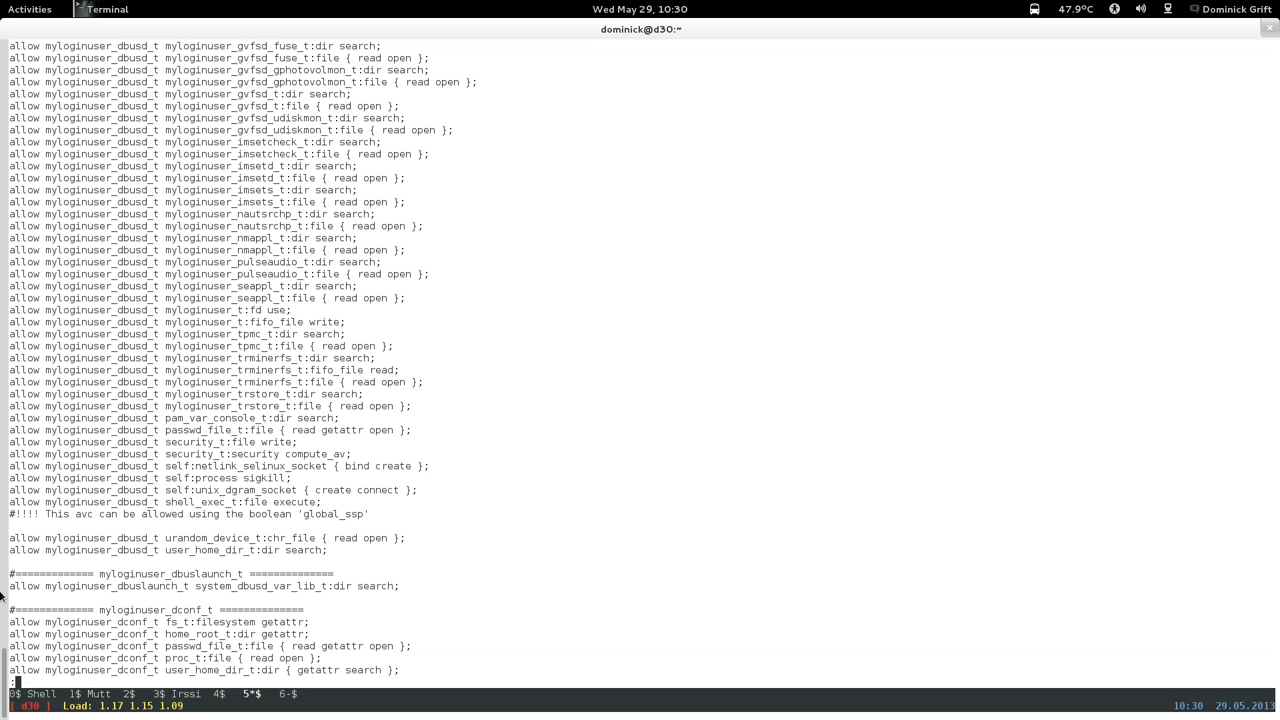 Activities Terminal Wed May 29, 10:30 47.9°C Dominick Grift
dominick@d30:~
allow myloginuser_dbusd_t myloginuser_gvfsd_fuse_t:dir search;
allow myloginuser_dbusd_t myloginuser_gvfsd_fuse_t:file { read open };
allow myloginuser_dbusd_t myloginuser_gvfsd_gphotovolmon_t:dir search;
allow myloginuser_dbusd_t myloginuser_gvfsd_gphotovolmon_t:file { read open };
allow myloginuser_dbusd_t myloginuser_gvfsd_t:dir search;
allow myloginuser_dbusd_t myloginuser_gvfsd_t:file { read open };
allow myloginuser_dbusd_t myloginuser_gvfsd_udiskmon_t:dir search;
allow myloginuser_dbusd_t myloginuser_gvfsd_udiskmon_t:file { read open };
allow myloginuser_dbusd_t myloginuser_imsetcheck_t:dir search;
allow myloginuser_dbusd_t myloginuser_imsetcheck_t:file { read open };
allow myloginuser_dbusd_t myloginuser_imsetd_t:dir search;
allow myloginuser_dbusd_t myloginuser_imsetd_t:file { read open };
allow myloginuser_dbusd_t myloginuser_imsets_t:dir search;
allow myloginuser_dbusd_t myloginuser_imsets_t:file { read open };
allow myloginuser_dbusd_t myloginuser_nautsrchp_t:dir search;
allow myloginuser_dbusd_t myloginuser_nautsrchp_t:file { read open };
allow myloginuser_dbusd_t myloginuser_nmappl_t:dir search;
allow myloginuser_dbusd_t myloginuser_nmappl_t:file { read open };
allow myloginuser_dbusd_t myloginuser_pulseaudio_t:dir search;
allow myloginuser_dbusd_t myloginuser_pulseaudio_t:file { read open };
allow myloginuser_dbusd_t myloginuser_seappl_t:dir search;
allow myloginuser_dbusd_t myloginuser_seappl_t:file { read open };
allow myloginuser_dbusd_t myloginuser_t:fd use;
allow myloginuser_dbusd_t myloginuser_t:fifo_file write;
allow myloginuser_dbusd_t myloginuser_tpmc_t:dir search;
allow myloginuser_dbusd_t myloginuser_tpmc_t:file { read open };
allow myloginuser_dbusd_t myloginuser_trminerfs_t:dir search;
allow myloginuser_dbusd_t myloginuser_trminerfs_t:fifo_file read;
allow myloginuser_dbusd_t myloginuser_trminerfs_t:file { read open };
allow myloginuser_dbusd_t myloginuser_trstore_t:dir search;
allow myloginuser_dbusd_t myloginuser_trstore_t:file { read open };
allow myloginuser_dbusd_t pam_var_console_t:dir search;
allow myloginuser_dbusd_t passwd_file_t:file { read getattr open };
allow myloginuser_dbusd_t security_t:file write;
allow myloginuser_dbusd_t security_t:security compute_av;
allow myloginuser_dbusd_t self:netlink_selinux_socket { bind create };
allow myloginuser_dbusd_t self:process sigkill;
allow myloginuser_dbusd_t self:unix_dgram_socket { create connect };
allow myloginuser_dbusd_t shell_exec_t:file execute;
#!!!! This avc can be allowed using the boolean 'global_ssp'
allow myloginuser_dbusd_t urandom_device_t:chr_file { read open };
allow myloginuser_dbusd_t user_home_dir_t:dir search;
#============= myloginuser_dbuslaunch_t ==============
allow myloginuser_dbuslaunch_t system_dbusd_var_lib_t:dir search;
#============= myloginuser_dconf_t ==============
allow myloginuser_dconf_t fs_t:filesystem getattr;
allow myloginuser_dconf_t home_root_t:dir getattr;
allow myloginuser_dconf_t passwd_file_t:file { read getattr open };
allow myloginuser_dconf_t proc_t:file { read open };
allow myloginuser_dconf_t user_home_dir_t:dir { getattr search };
:
0$ Shell 1$ Mutt 2$ 3$ Irssi 4$ 5*$ 6-$
[ d30 ] Load: 1.17 1.15 1.09 10:30 29.05.2013